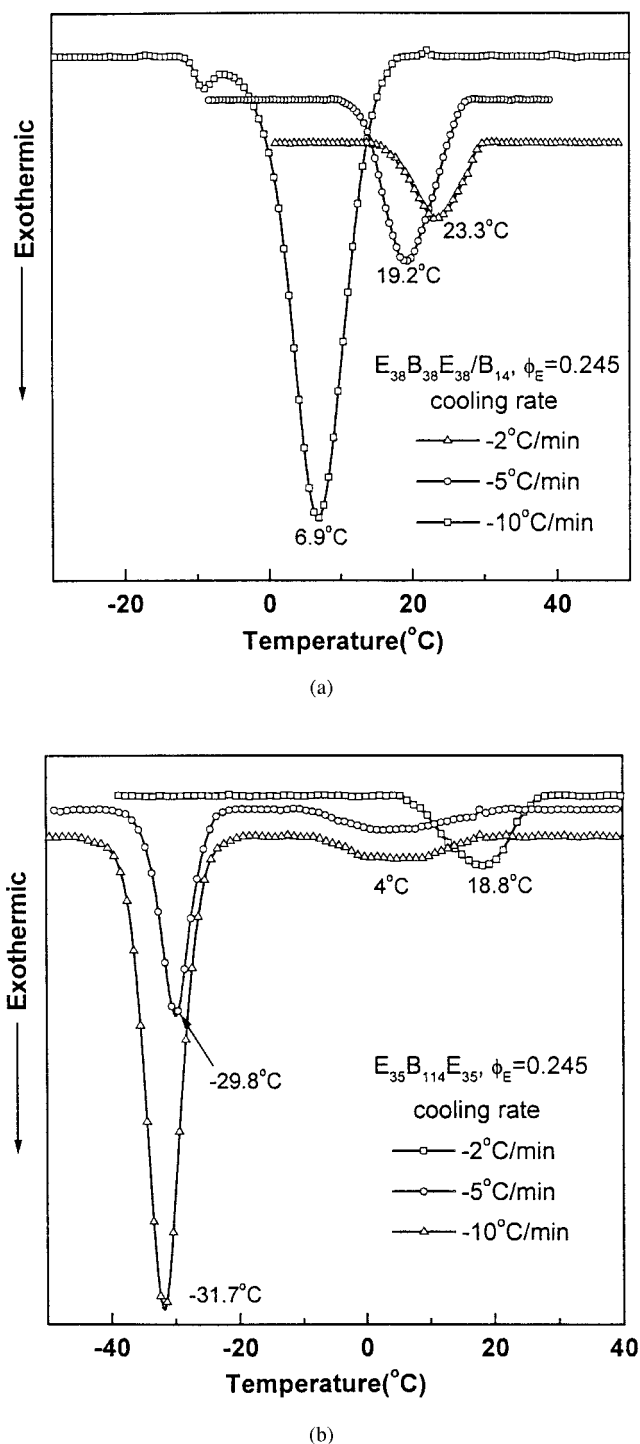 Exothermic
23.3°C
19.2°C
6.9°C
E₃₈B₃₈E₃₈/B₁₄, ϕ_E=0.245
cooling rate
-2°C/min
-5°C/min
-10°C/min
-20 0 20 40
Temperature(°C)
(a)
Exothermic
4°C 18.8°C
-29.8°C
-31.7°C
E₃₅B₁₁₄E₃₅, ϕ_E=0.245
cooling rate
-2°C/min
-5°C/min
-10°C/min
-40 -20 0 20 40
Temperature(°C)
(b)